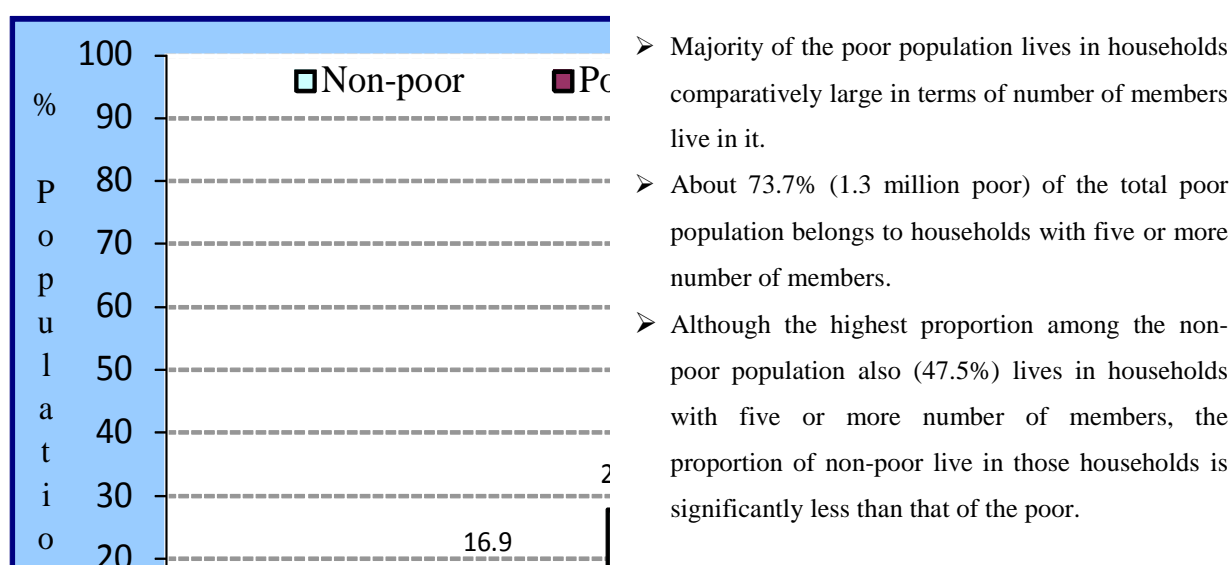 100
Non-poor
%
90
80
P
o
70
p
60
u
l
50
a
40
t
i
30
16.9
o
20
➢ Majority of the poor population lives in households
comparatively large in terms of number of members
live in it.
➢ About 73.7% (1.3 million poor) of the total poor
population belongs to households with five or more
number of members.
➢ Although the highest proportion among the non-
poor population also (47.5%) lives in households
with five or more number of members, the
proportion of non-poor live in those households is
significantly less than that of the poor.